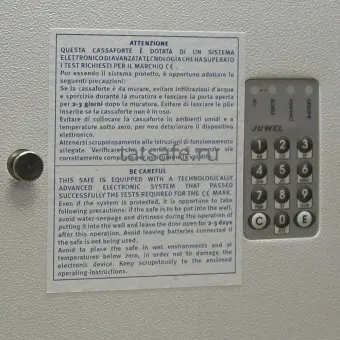 ATTENZIONE
QUESTA CASSAFORTE È DOTATA DI UN SISTEMA
ELETTRONICO DI AVANZATA TECNOLOGIA CHE HA SUPERATO
I TEST RICHIESTI PER IL MARCHIO CE.
Pur essendo il sistema protetto, è opportuno adottare le
seguenti precauzioni:
Se la cassaforte è da murare, evitare infiltrazioni d'acqua
e sporcizia durante la muratura e lasciare la porta aperta
per 2-3 giorni dopo la muratura. Evitare di lasciare le pile
inserite se la cassaforte non è in uso.
Evitare di collocare la cassaforte in ambienti umidi e a
temperature sotto zero, per non deteriorare il dispositivo
elettronico.
Attenersi scrupolosamente alle istruzioni di funzionamento
allegate.
correttamente
BE CAREFUL
THIS SAFE IS EQUIPPED WITH A TECHNOLOGICALLY
ADVANCED ELECTRONIC SYSTEM THAT PASSED
SUCCESSFULLY THE TESTS REQUIRED FOR THE CE MARK.
Even if the system is protected, it is opportune to take
following precautions: if the safe is to be put into the wall,
avoid water-seepage and dirtiness during the operation of
putting it into the wall and leave the door open for 2-3 days
after this operation. Avoid leaving batteries connected if
the safe is not being used.
Avoid to place the safe in wet environments and at
temperatures below zero, in order not to damage the
electronic device. Keep scrupulously to the enclosed
operating-instructions.
ON
ERROR
JUWEL
1 2 3
4 5 6
7 8 9
C 0 E